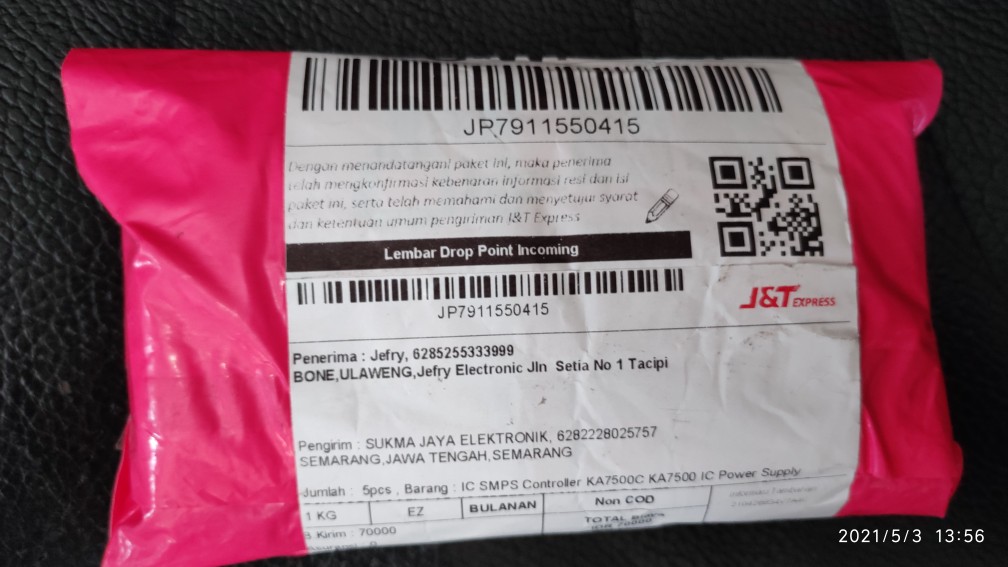 JP7911550415
Dengan menandatangani paket ini, maka penerima
telah mengkonfirmasi kebenaran informasi resi dan isi
paket ini, serta telah memahami dan menyetujui syarat
dan ketentuan umum pengiriman J&T Express
Lembar Drop Point Incoming
JP7911550415
J&T EXPRESS
Penerima : Jefry, 6285255333999
BONE,ULAWENG,Jefry Electronic Jln Setia No 1 Tacipi
Pengirim : SUKMA JAYA ELEKTRONIK, 6282228025757
SEMARANG,JAWA TENGAH,SEMARANG
Jumlah : 5pcs , Barang : IC SMPS Controller KA7500C KA7500 IC Power Supply
1 KG EZ BULANAN Non COD
B.Kirim : 70000 TOTAL
IDR 70000
2021/5/3 13:56